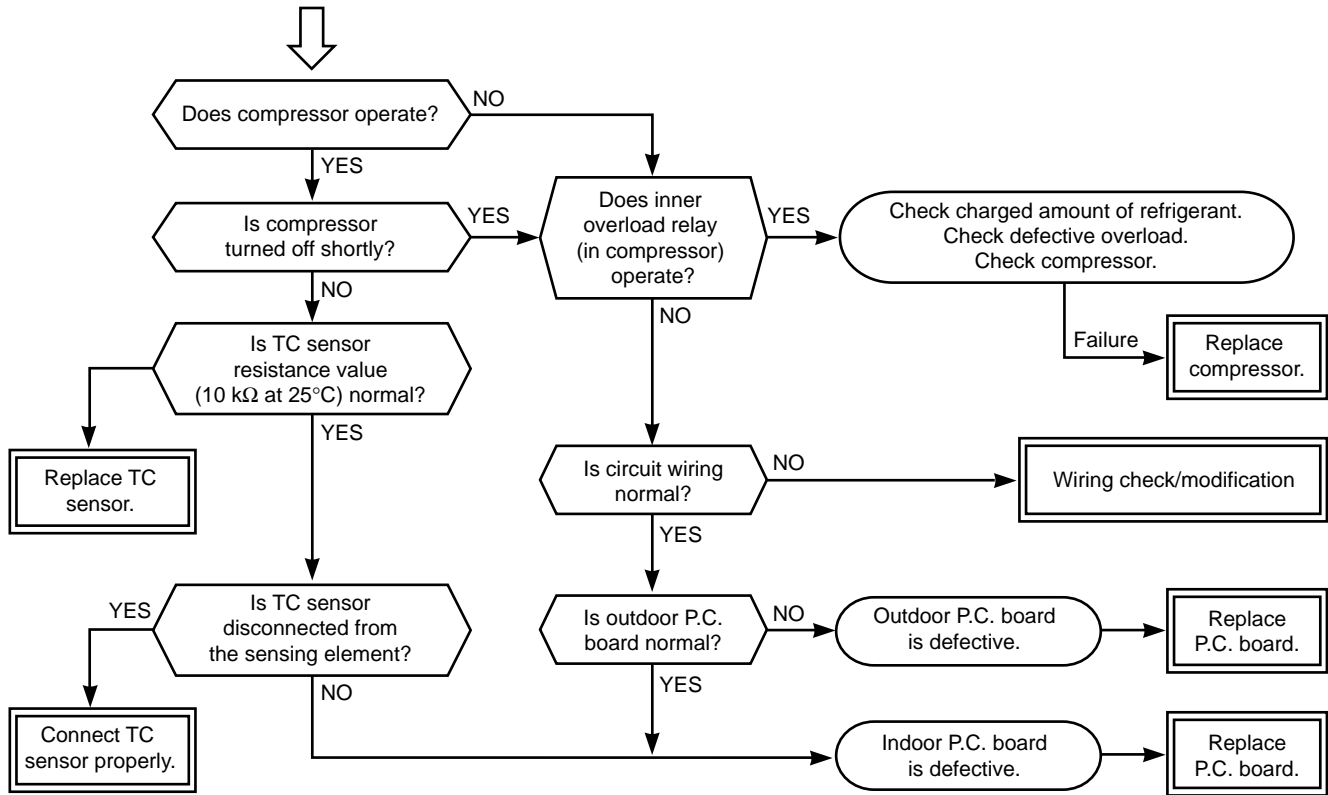 Does compressor operate?
NO
YES
Is compressor
turned off shortly?
YES
NO
Does inner
overload relay
(in compressor)
operate?
YES
NO
Check charged amount of refrigerant.
Check defective overload.
Check compressor.
Failure
Replace
compressor.
Is TC sensor
resistance value
(10 kΩ at 25°C) normal?
YES
Replace TC
sensor.
Is circuit wiring
normal?
NO
YES
Wiring check/modification
Is TC sensor
disconnected from
the sensing element?
YES
NO
Connect TC
sensor properly.
Is outdoor P.C.
board normal?
NO
YES
Outdoor P.C. board
is defective.
Replace
P.C. board.
Indoor P.C. board
is defective.
Replace
P.C. board.